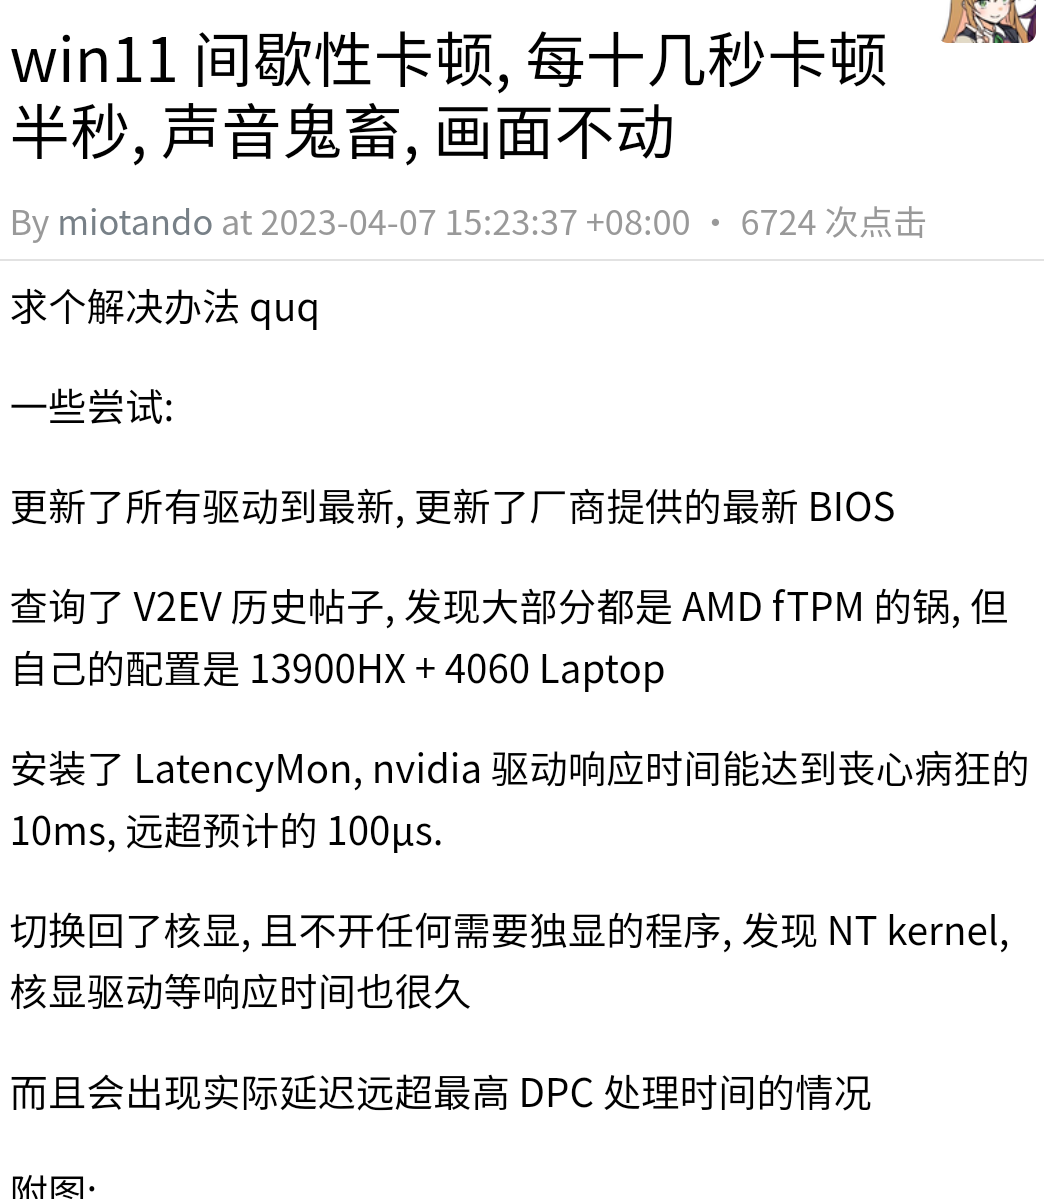 win11 间歇性卡顿, 每十几秒卡顿
半秒, 声音鬼畜, 画面不动
By miotando at 2023-04-07 15:23:37 +08:00 · 6724 次点击
求个解决办法 quq
一些尝试:
更新了所有驱动到最新, 更新了厂商提供的最新 BIOS
查询了 V2EV 历史帖子, 发现大部分都是 AMD fTPM 的锅, 但
自己的配置是 13900HX + 4060 Laptop
安装了 LatencyMon, nvidia 驱动响应时间能达到丧心病狂的
10ms, 远超预计的 100μs.
切换回了核显, 且不开任何需要独显的程序, 发现 NT kernel,
核显驱动等响应时间也很久
而且会出现实际延迟远超最高 DPC 处理时间的情况
附图: